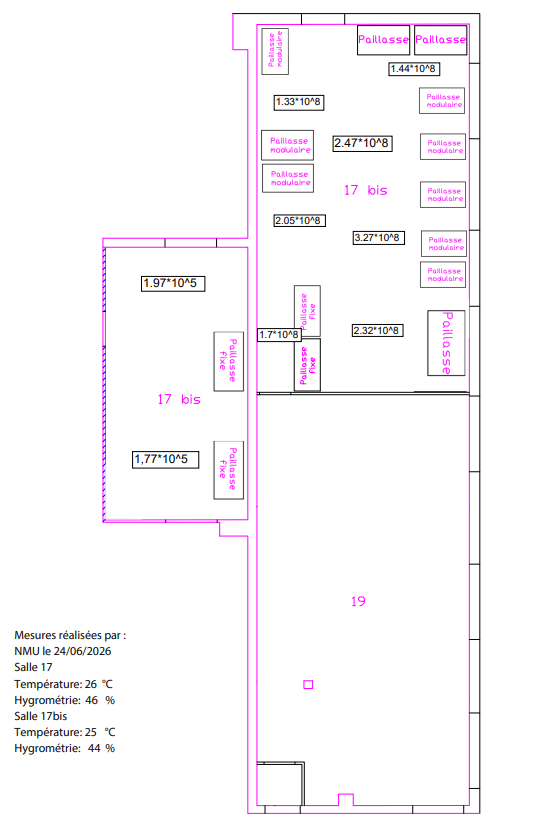 Paillasse
modulaire
Paillasse
Paillasse
1.44*10^8
1.33*10^8
Paillasse
modulaire
2.47*10^8
Paillasse
modulaire
Paillasse
modulaire
Paillasse
modulaire
17 bis
Paillasse
modulaire
2.05*10^8
3.27*10^8
Paillasse
modulaire
Paillasse
modulaire
1.97*10^5
Paillasse
fixe
1.7*10^8
2.32*10^8
Paillasse
Paillasse
fixe
Paillasse
fixe
17 bis
1,77*10^5
Paillasse
fixe
19
Mesures réalisées par :
NMU le 24/06/2026
Salle 17
Température: 26 °C
Hygrométrie: 46 %
Salle 17bis
Température: 25 °C
Hygrométrie: 44 %